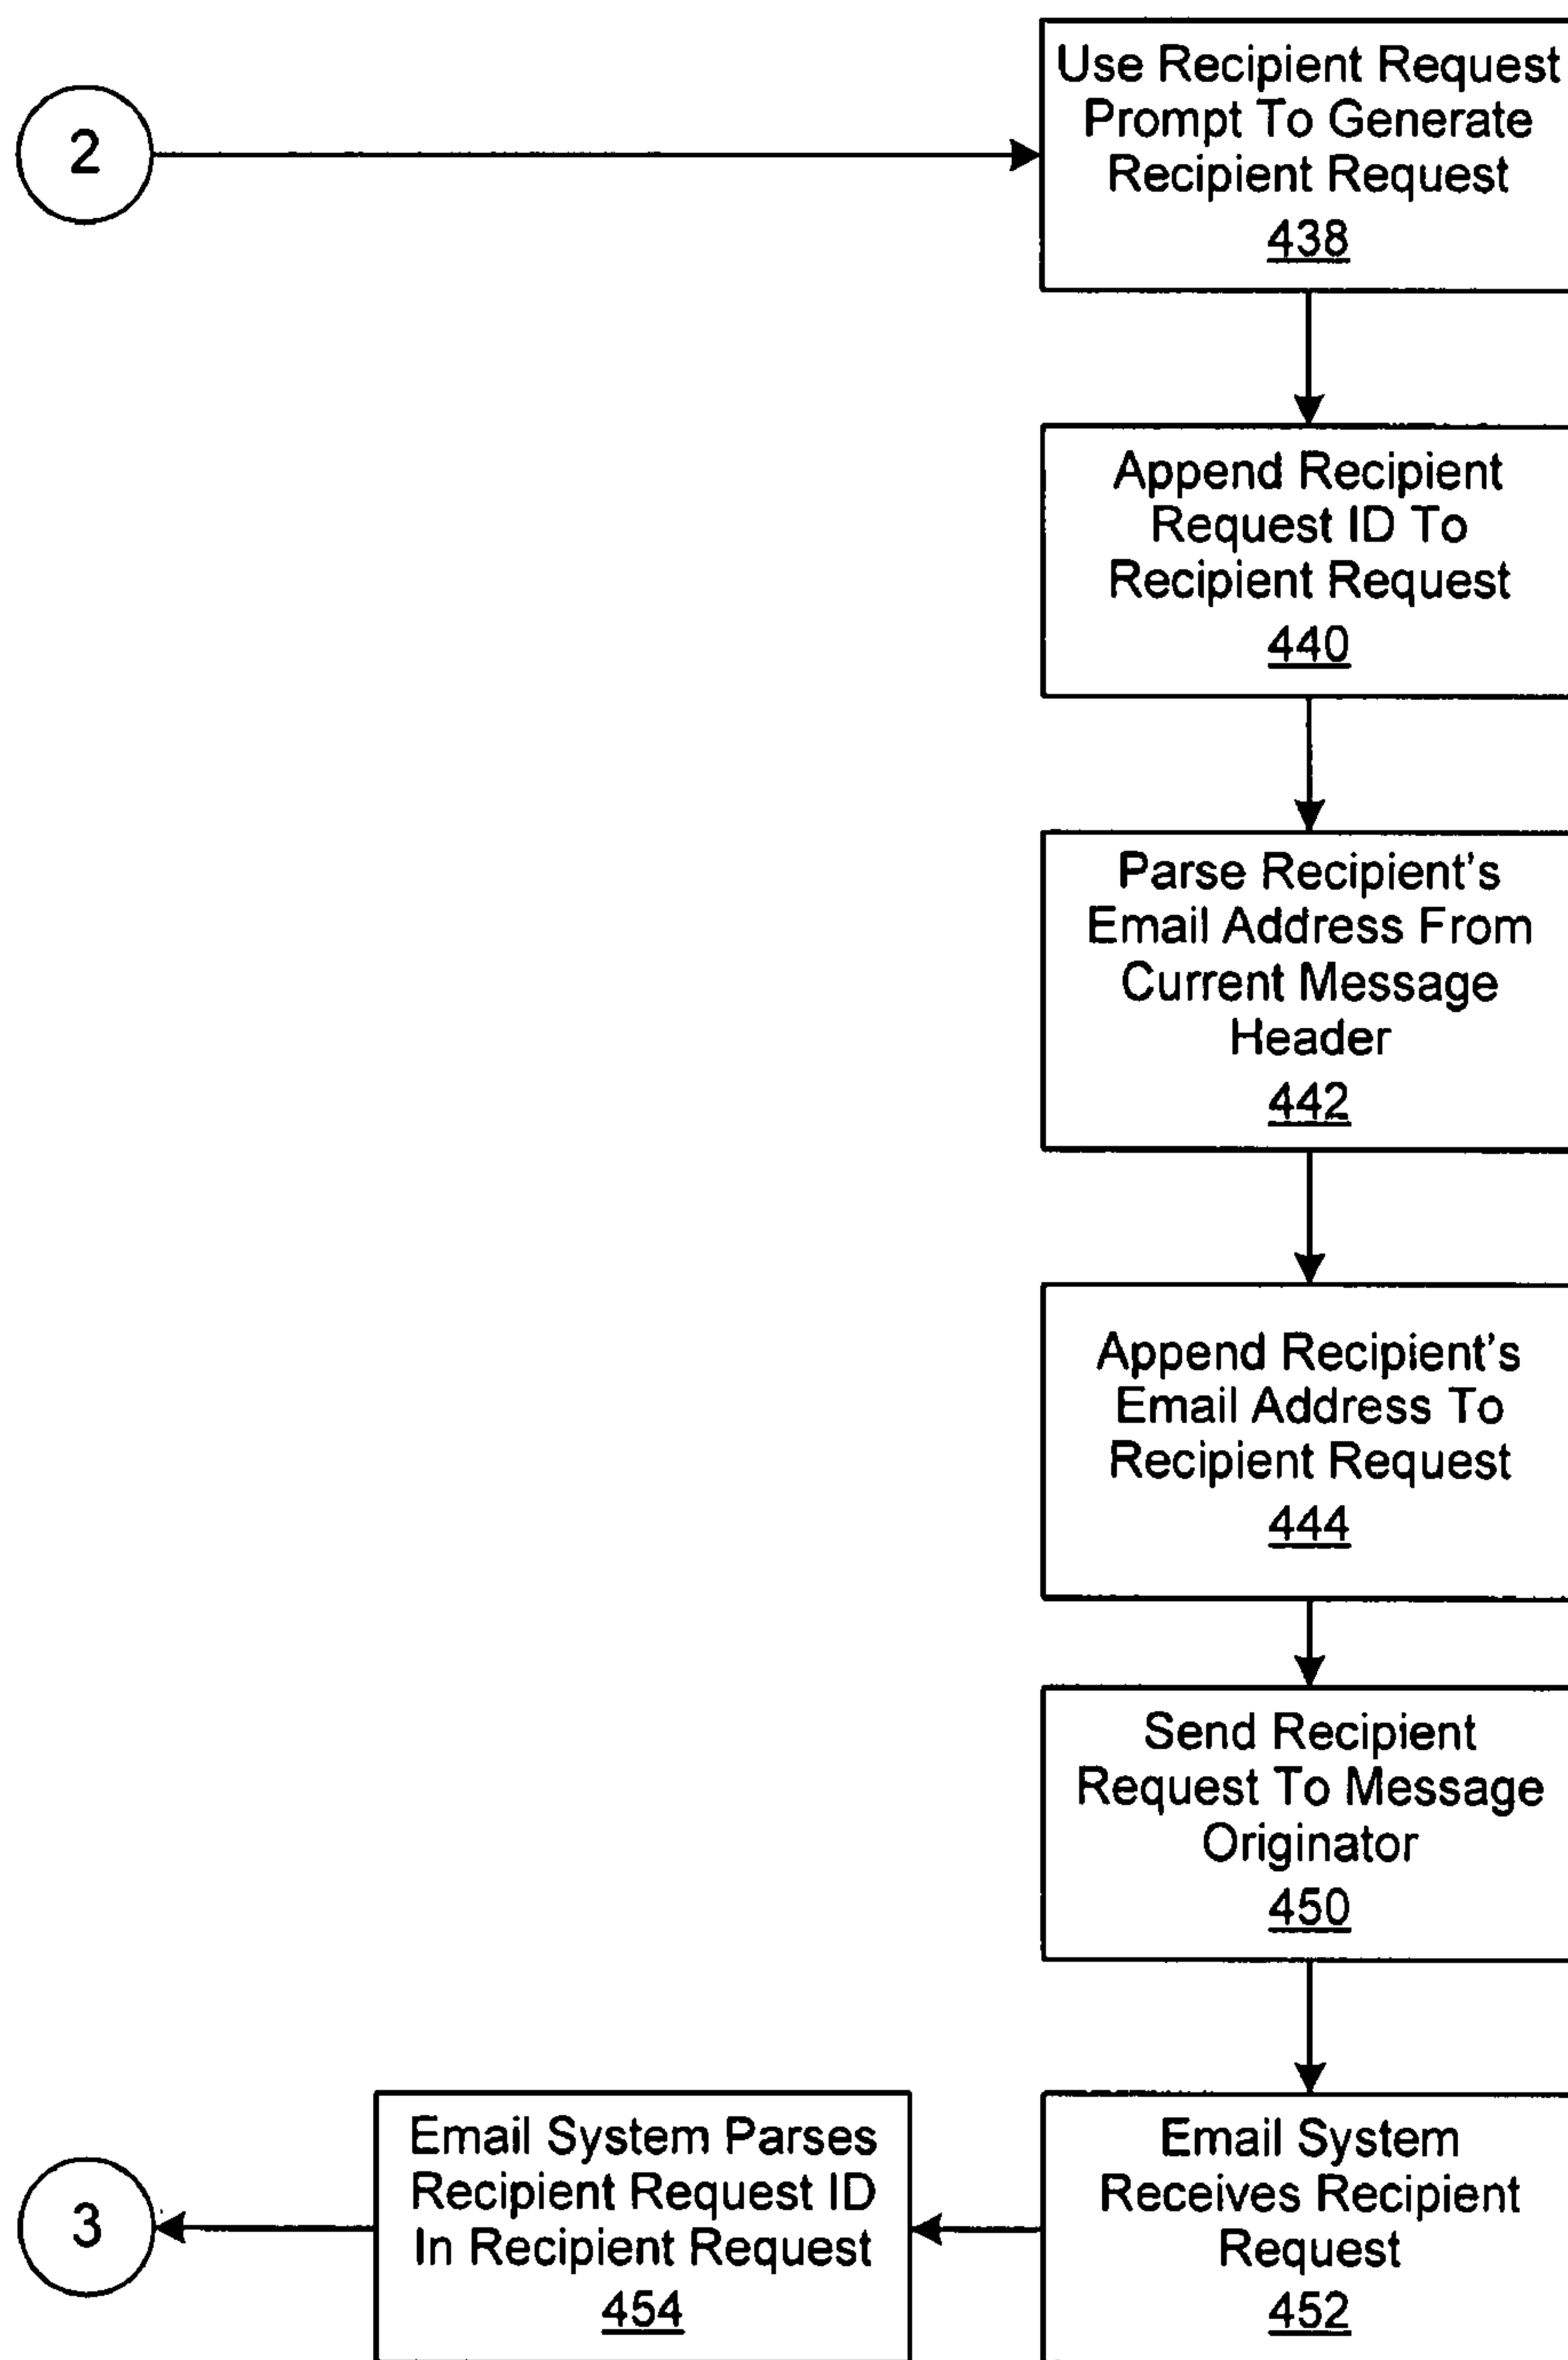 2
Use Recipient Request
Prompt To Generate
Recipient Request
438
Append Recipient
Request ID To
Recipient Request
440
Parse Recipient's
Email Address From
Current Message
Header
442
Append Recipient's
Email Address To
Recipient Request
444
Send Recipient
Request To Message
Originator
450
Email System
Receives Recipient
Request
452
Email System Parses
Recipient Request ID
In Recipient Request
454
3